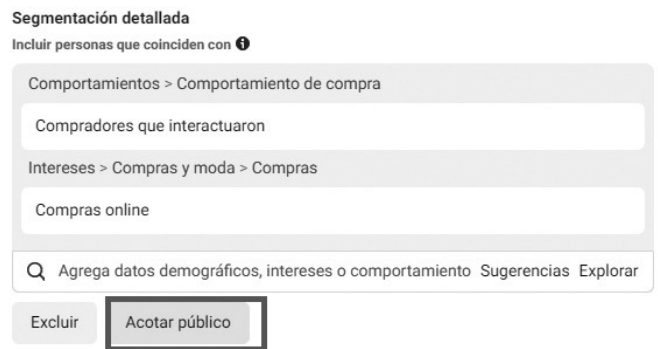 Segmentación detallada
Incluir personas que coinciden con
Comportamientos > Comportamiento de compra
Compradores que interactuaron
Intereses > Compras y moda > Compras
Compras online
Agrega datos demográficos, intereses o comportamiento Sugerencias Explorar
Excluir Acotar público